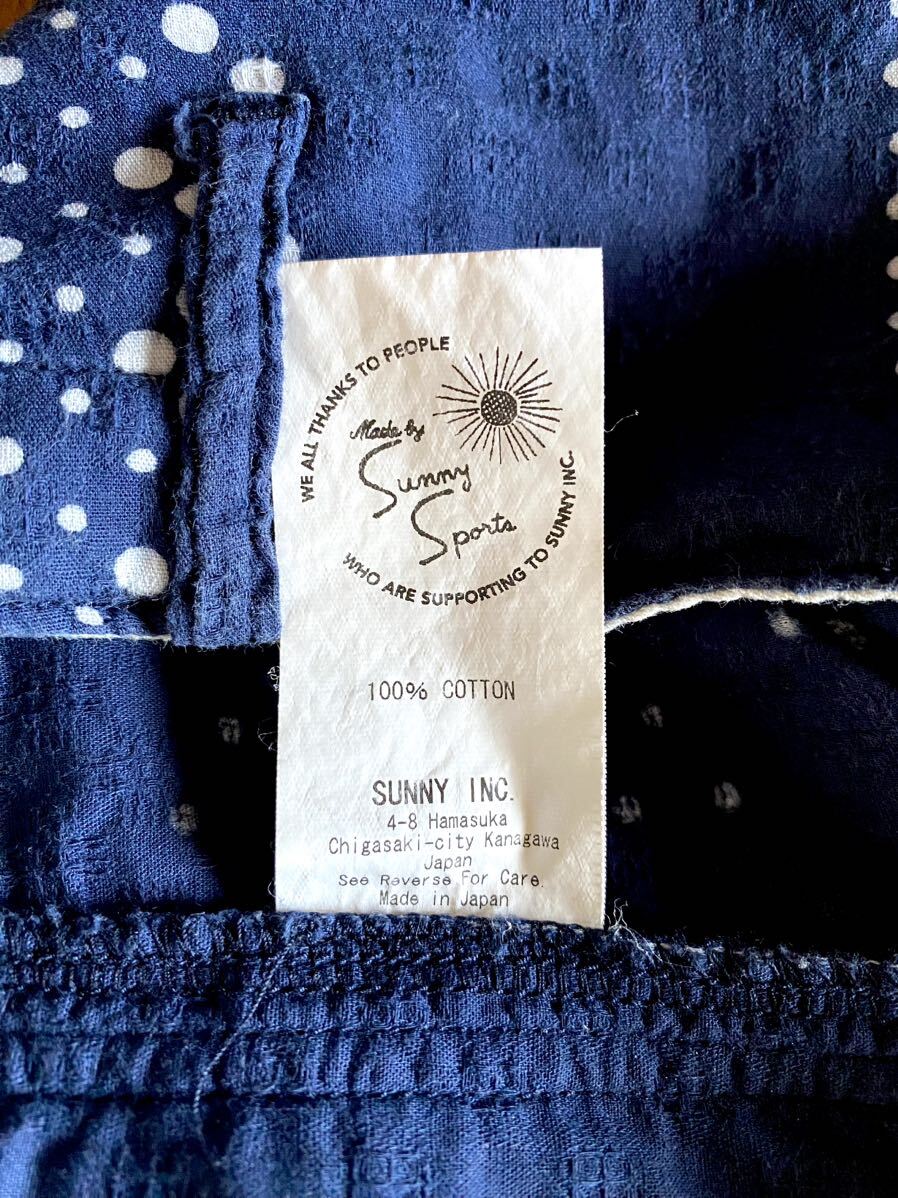 WE ALL THANKS TO PEOPLE
Made by
Sunny
Sports
WHO ARE SUPPORTING TO SUNNY INC.
100% COTTON
SUNNY INC.
4-8 Hamasuka
Chigasaki-city Kanagawa
Japan
See Reverse For Care.
Made in Japan